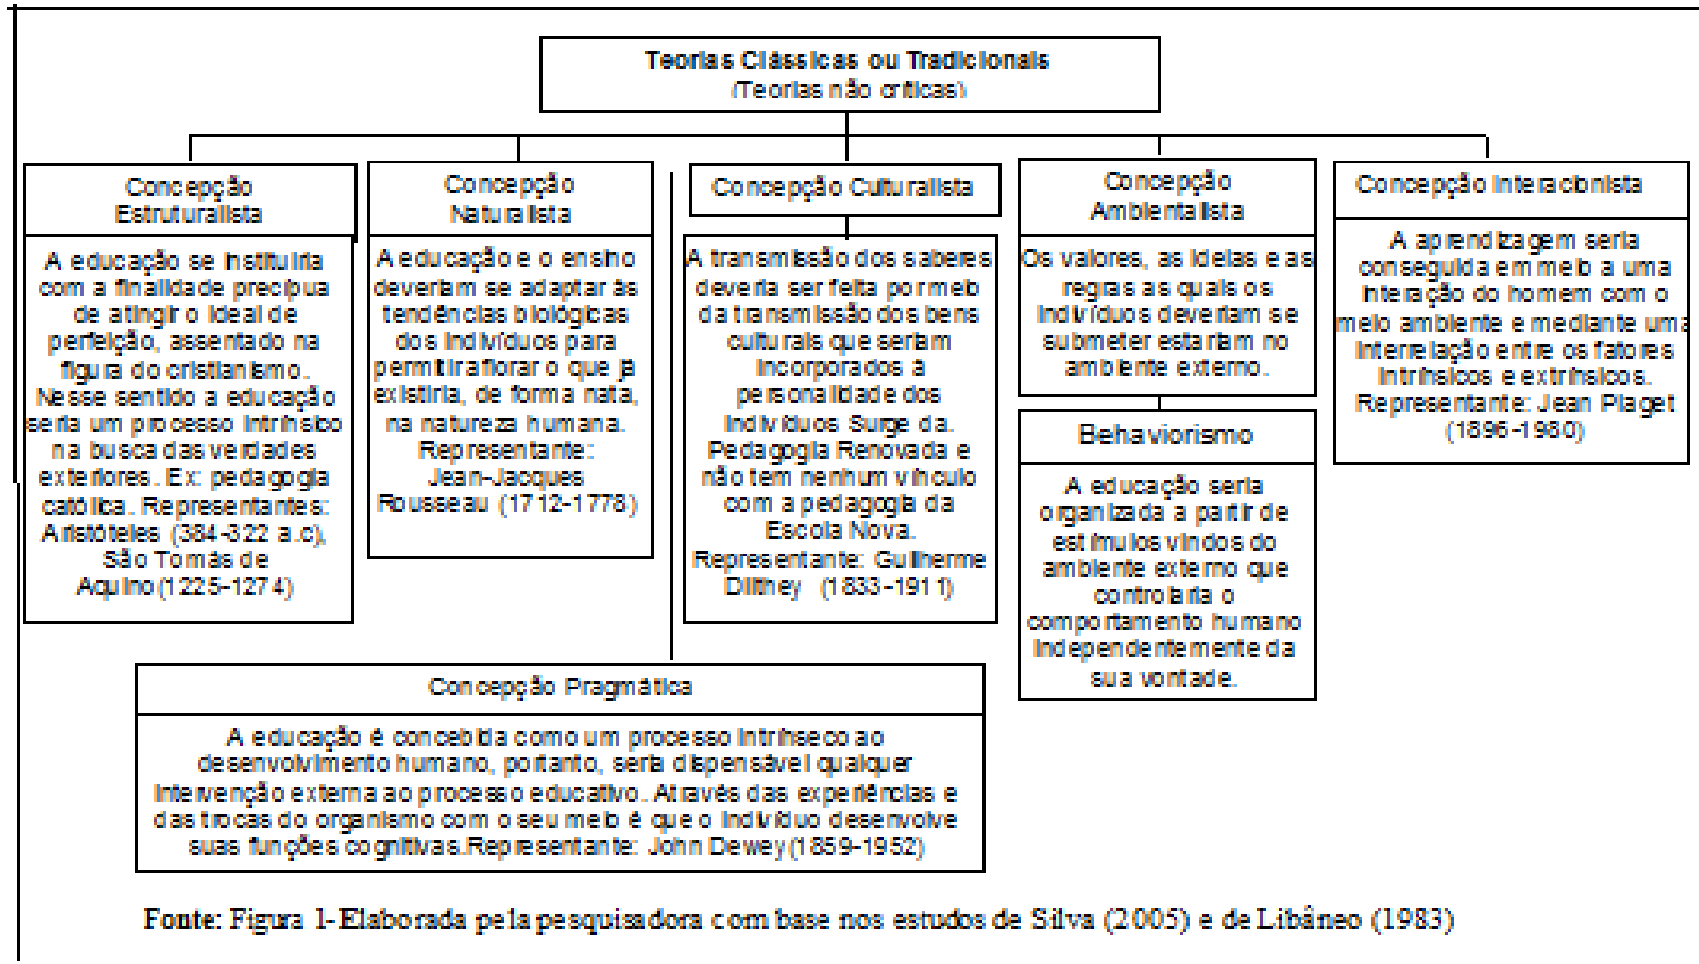 Teorias Clássicas ou Tradicionais
(Teorias não críticas)
Concepção
Estruturalista
A educação se instituiria
com a finalidade precípua
de atingir o ideal de
perfeição, assentado na
figura do cristianismo.
Nesse sentido a educação
seria um processo intrínsico
na busca das verdades
exteriores. Ex: pedagogia
católica. Representantes:
Aristóteles (384-322 a.c),
São Tomás de
Aquino(1225-1274)
Concepção
Naturalista
A educação e o ensino
deveriam se adaptar às
tendências biológicas
dos indivíduos para
permitir aflorar o que já
existiria, de forma nata,
na natureza humana.
Representante:
Jean-Jacques
Rousseau (1712-1778)
Concepção Culturalista
A transmissão dos saberes
deveria ser feita por meio
da transmissão dos bens
culturais que seriam
incorporados à
personalidade dos
indivíduos Surge da.
Pedagogia Renovada e
não tem nenhum vínculo
com a pedagogia da
Escola Nova.
Representante: Guilherme
Dilthey (1833-1911)
Concepção
Ambientalista
Os valores, as ideias e as
regras as quais os
indivíduos deveriam se
submeter estariam no
ambiente externo.
Behaviorismo
A educação seria
organizada a partir de
estímulos vindos do
ambiente externo que
controlaria o
comportamento humano
independentemente da
sua vontade.
Concepção Interacionista
A aprendizagem seria
conseguida em meio a uma
interação do homem com o
meio ambiente e mediante uma
interrelação entre os fatores
intrínsicos e extrínsicos.
Representante: Jean Piaget
(1896-1980)
Concepção Pragmática
A educação é concebida como um processo intrínseco ao
desenvolvimento humano, portanto, seria dispensável qualquer
intervenção externa ao processo educativo. Através das experiências e
das trocas do organismo com o seu meio é que o indivíduo desenvolve
suas funções cognitivas.Representante: John Dewey(1859-1952)
Fonte: Figura 1- Elaborada pela pesquisadora com base nos estudos de Silva (2005) e de Libâneo (1983)